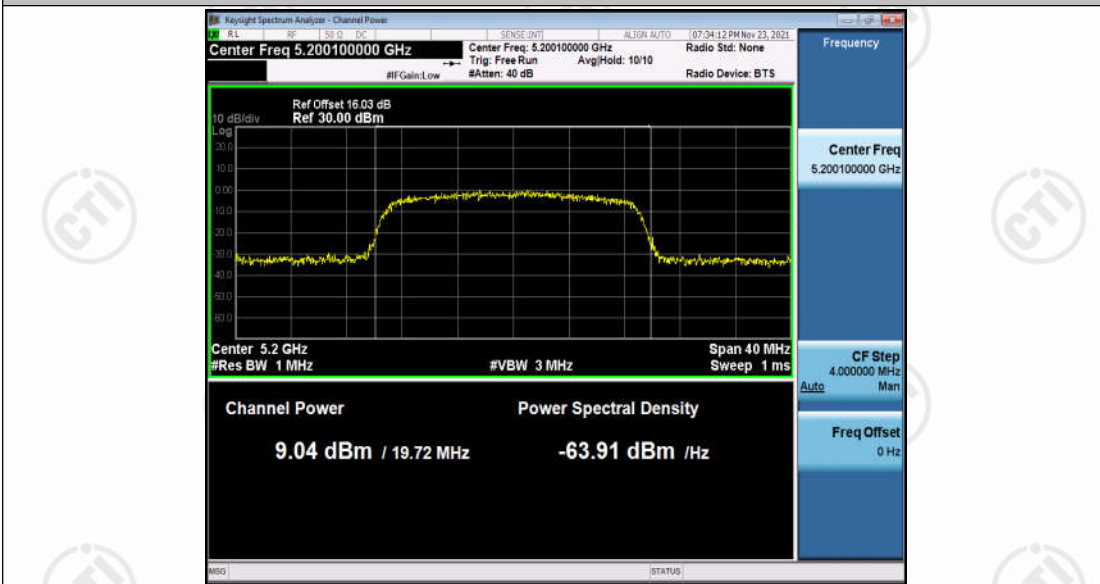 Keysight Spectrum Analyzer - Channel Power
RL RF 50 Ω DC SENSE:INT ALIGN AUTO 07:34:12 PM Nov 23, 2021
Center Freq 5.200100000 GHz
Center Freq: 5.200100000 GHz
Radio Std: None
Trig: Free Run Avg|Hold: 10/10
#IFGain:Low
#Atten: 40 dB
Radio Device: BTS
Frequency
Ref Offset 16.03 dB
10 dB/div Ref 30.00 dBm
Log
20.0
10.0
0.00
-10.0
-20.0
-30.0
-40.0
-50.0
-60.0
Center Freq
5.200100000 GHz
Center 5.2 GHz
Span 40 MHz
#Res BW 1 MHz
#VBW 3 MHz
Sweep 1 ms
CF Step
4.000000 MHz
Auto Man
Channel Power
Power Spectral Density
9.04 dBm / 19.72 MHz
-63.91 dBm /Hz
Freq Offset
0 Hz
MSG
STATUS
CTI
CTI